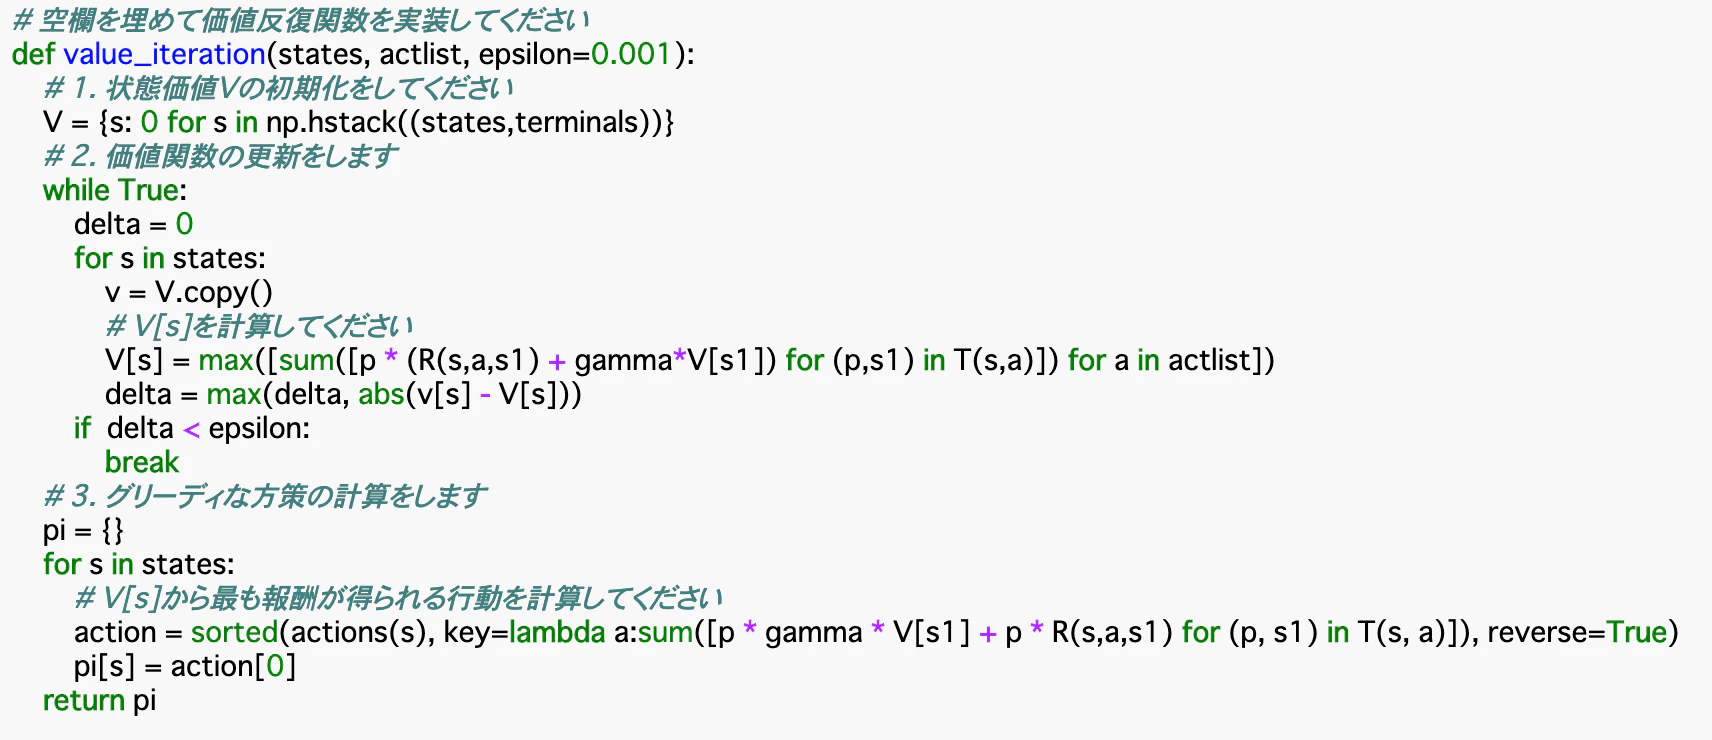 # 空欄を埋めて価値反復関数を実装してください
def value_iteration(states, actlist, epsilon=0.001):
    # 1. 状態価値Vの初期化をしてください
    V = {s: 0 for s in np.hstack((states,terminals))}
    # 2. 価値関数の更新をします
    while True:
        delta = 0
        for s in states:
            v = V.copy()
            # V[s]を計算してください
            V[s] = max([sum([p * (R(s,a,s1) + gamma*V[s1]) for (p,s1) in T(s,a)]) for a in actlist])
            delta = max(delta, abs(v[s] - V[s]))
        if  delta < epsilon:
            break
    # 3. グリーディな方策の計算をします
    pi = {}
    for s in states:
        # V[s]から最も報酬が得られる行動を計算してください
        action = sorted(actions(s), key=lambda a:sum([p * gamma * V[s1] + p * R(s,a,s1) for (p, s1) in T(s, a)]), reverse=True)
        pi[s] = action[0]
    return pi